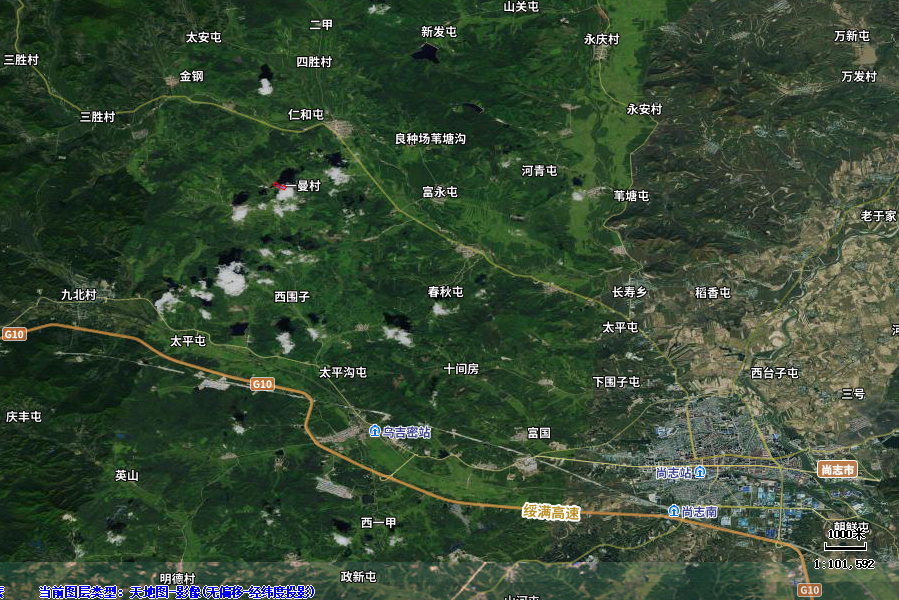 山关屯
二甲
新发屯
万新屯
太安屯
永庆村
三胜村
四胜村
金钢
万发村
永安村
三胜村
仁和屯
良种场苇塘沟
河青屯
一曼村
富永屯
苇塘屯
老于家
九北村
西围子
春秋屯
长寿乡
稻香屯
G10
太平屯
太平屯
太平沟屯
十间房
西台子屯
G10
下围子屯
三号
庆丰屯
乌吉密站
富国
英山
尚志站
尚志市
绥满高速
尚志南
西一甲
朝鲜屯
1000米
1:101,592
明德村
政新屯
G10
当前图层类型：天地图-影像(无偏移-经纬度投影)